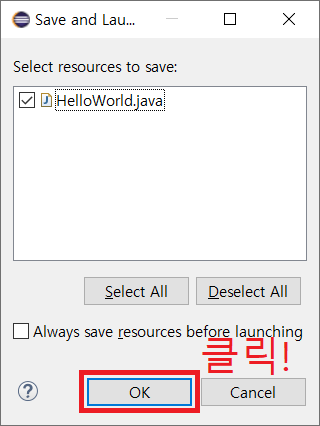 Save and Lau...
Select resources to save:
HelloWorld.java
Select All Deselect All
Always save resources before launching
클릭!
? OK Cancel